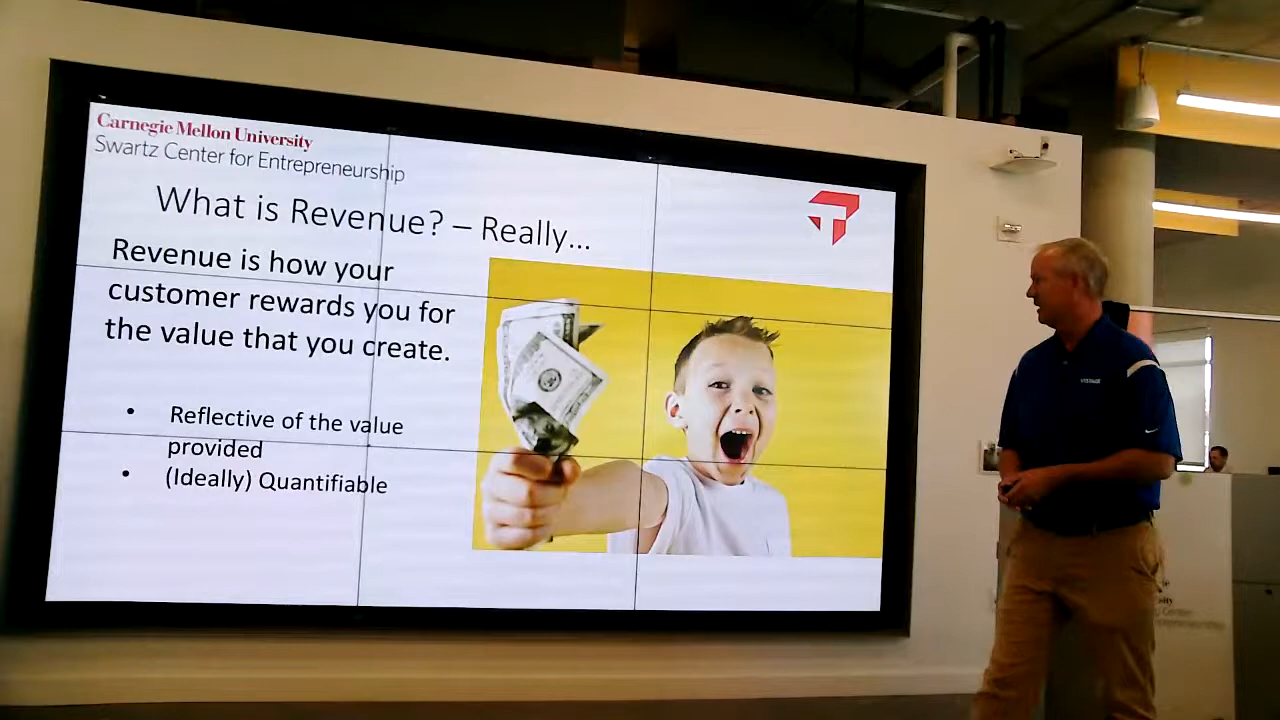 Carnegie Mellon University
Swartz Center for Entrepreneurship
What is Revenue? – Really...
Revenue is how your
customer rewards you for
the value that you create.
• Reflective of the value
provided
• (Ideally) Quantifiable